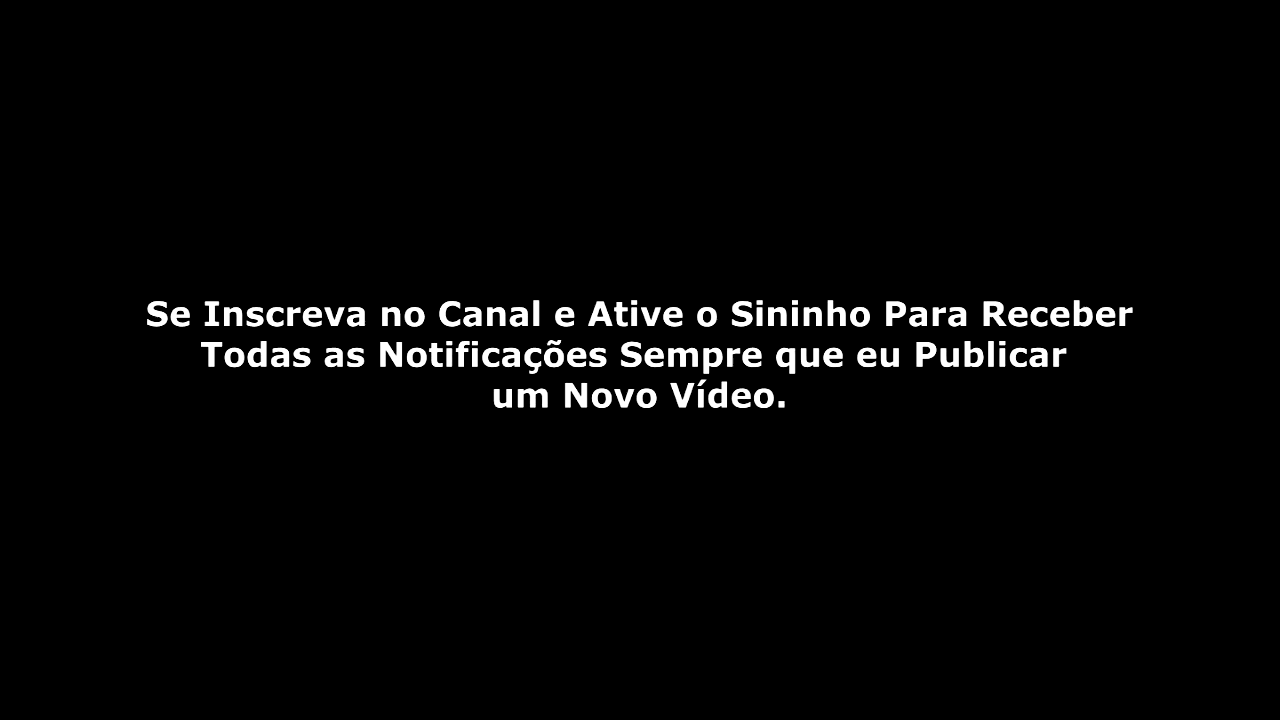 Se Inscreva no Canal e Ative o Sininho Para Receber
Todas as Notificações Sempre que eu Publicar
um Novo Vídeo.